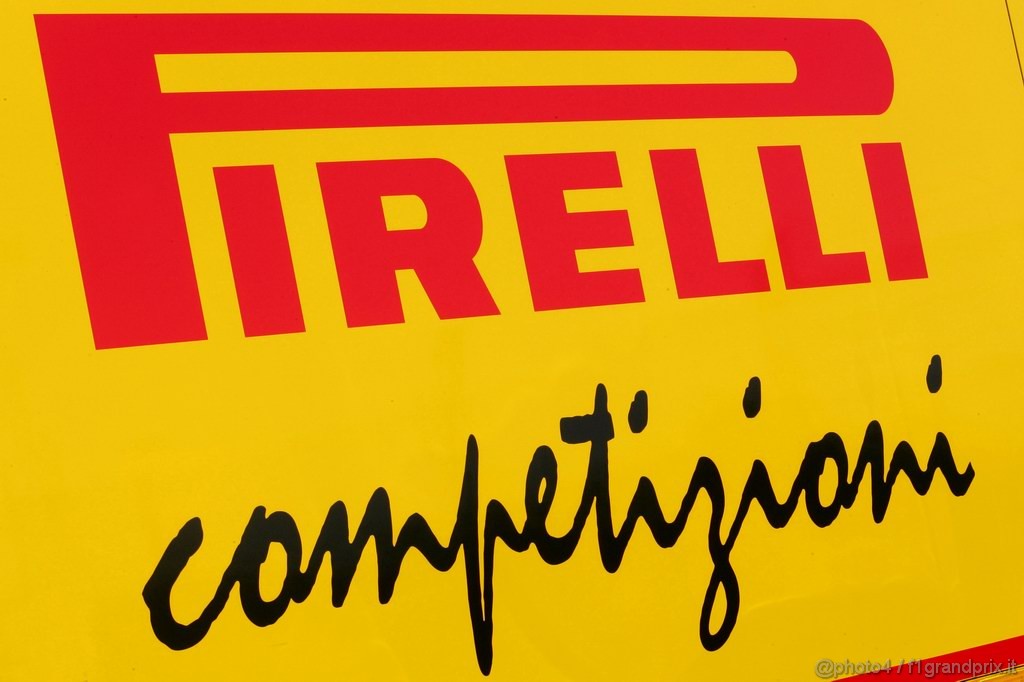 PIRELLI
competizioni
@photo4 / f1grandprix.it